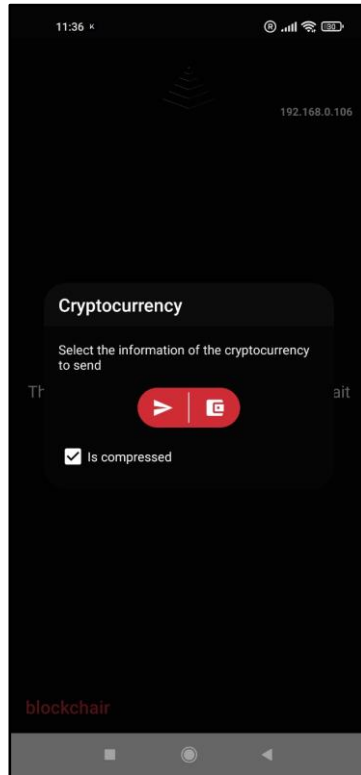 11:36
192.168.0.106
Cryptocurrency
Select the information of the cryptocurrency
to send
Is compressed
blockchair